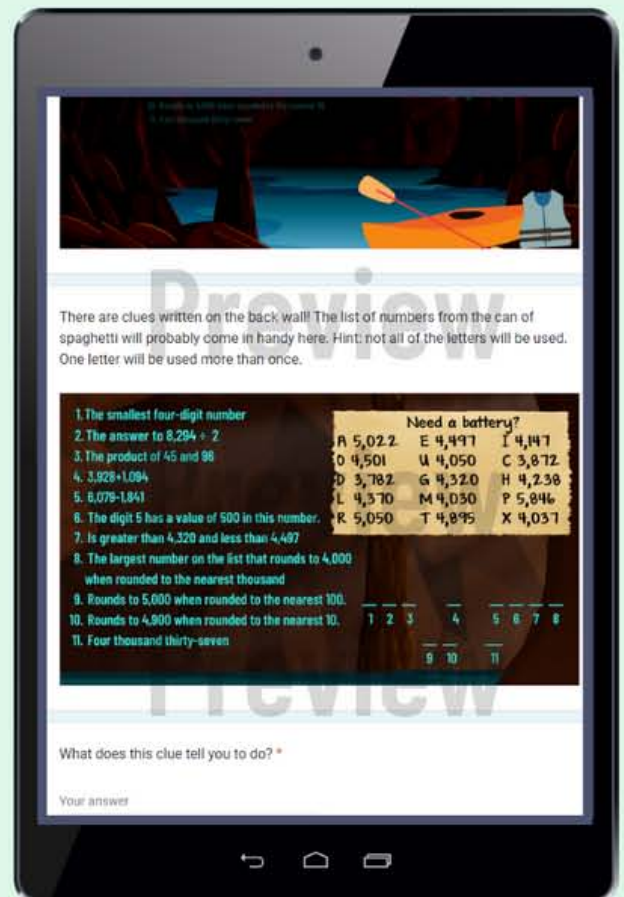 Preview
There are clues written on the back wall! The list of numbers from the can of
spaghetti will probably come in handy here. Hint: not all of the letters will be used.
One letter will be used more than once.
1. The smallest four-digit number
2. The answer to 8,294 ÷ 2
3. The product of 45 and 96
4. 3,928+1,094
5. 6,079-1,841
6. The digit 5 has a value of 500 in this number.
7. Is greater than 4,320 and less than 4,497
8. The largest number on the list that rounds to 4,000
when rounded to the nearest thousand
9. Rounds to 5,000 when rounded to the nearest 100.
10. Rounds to 4,900 when rounded to the nearest 10.
11. Four thousand thirty-seven
Need a battery?
A 5,022 E 4,497 I 4,147
O 4,501 U 4,050 C 3,872
D 3,782 G 4,320 H 4,238
L 4,370 M 4,030 P 5,846
R 5,050 T 4,895 X 4,037
1 2 3 4 5 6 7 8
9 10 11
Preview
Preview
What does this clue tell you to do? *
Your answer